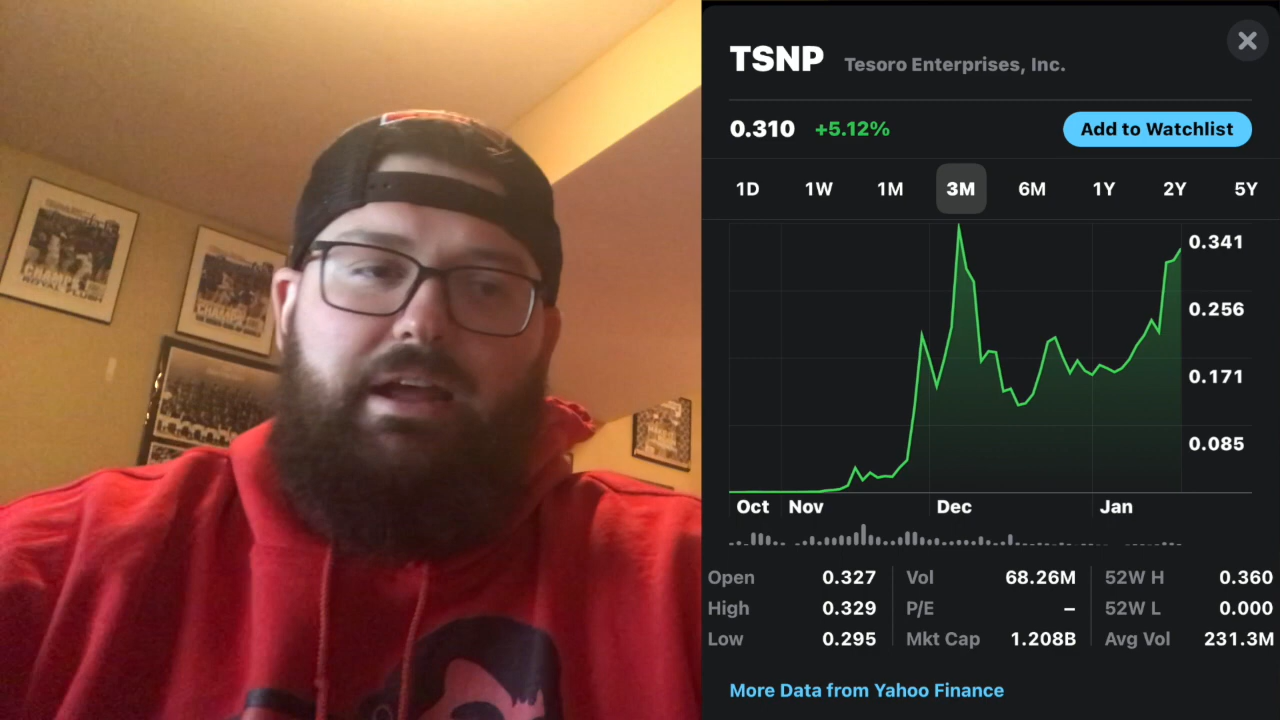 CHAMP
ROYAL FLUSH
TSNP Tesoro Enterprises, Inc.
0.310 +5.12% Add to Watchlist
1D 1W 1M 3M 6M 1Y 2Y 5Y
0.341
0.256
0.171
0.085
Oct Nov Dec Jan
Open 0.327 Vol 68.26M 52W H 0.360
High 0.329 P/E – 52W L 0.000
Low 0.295 Mkt Cap 1.208B Avg Vol 231.3M
More Data from Yahoo Finance